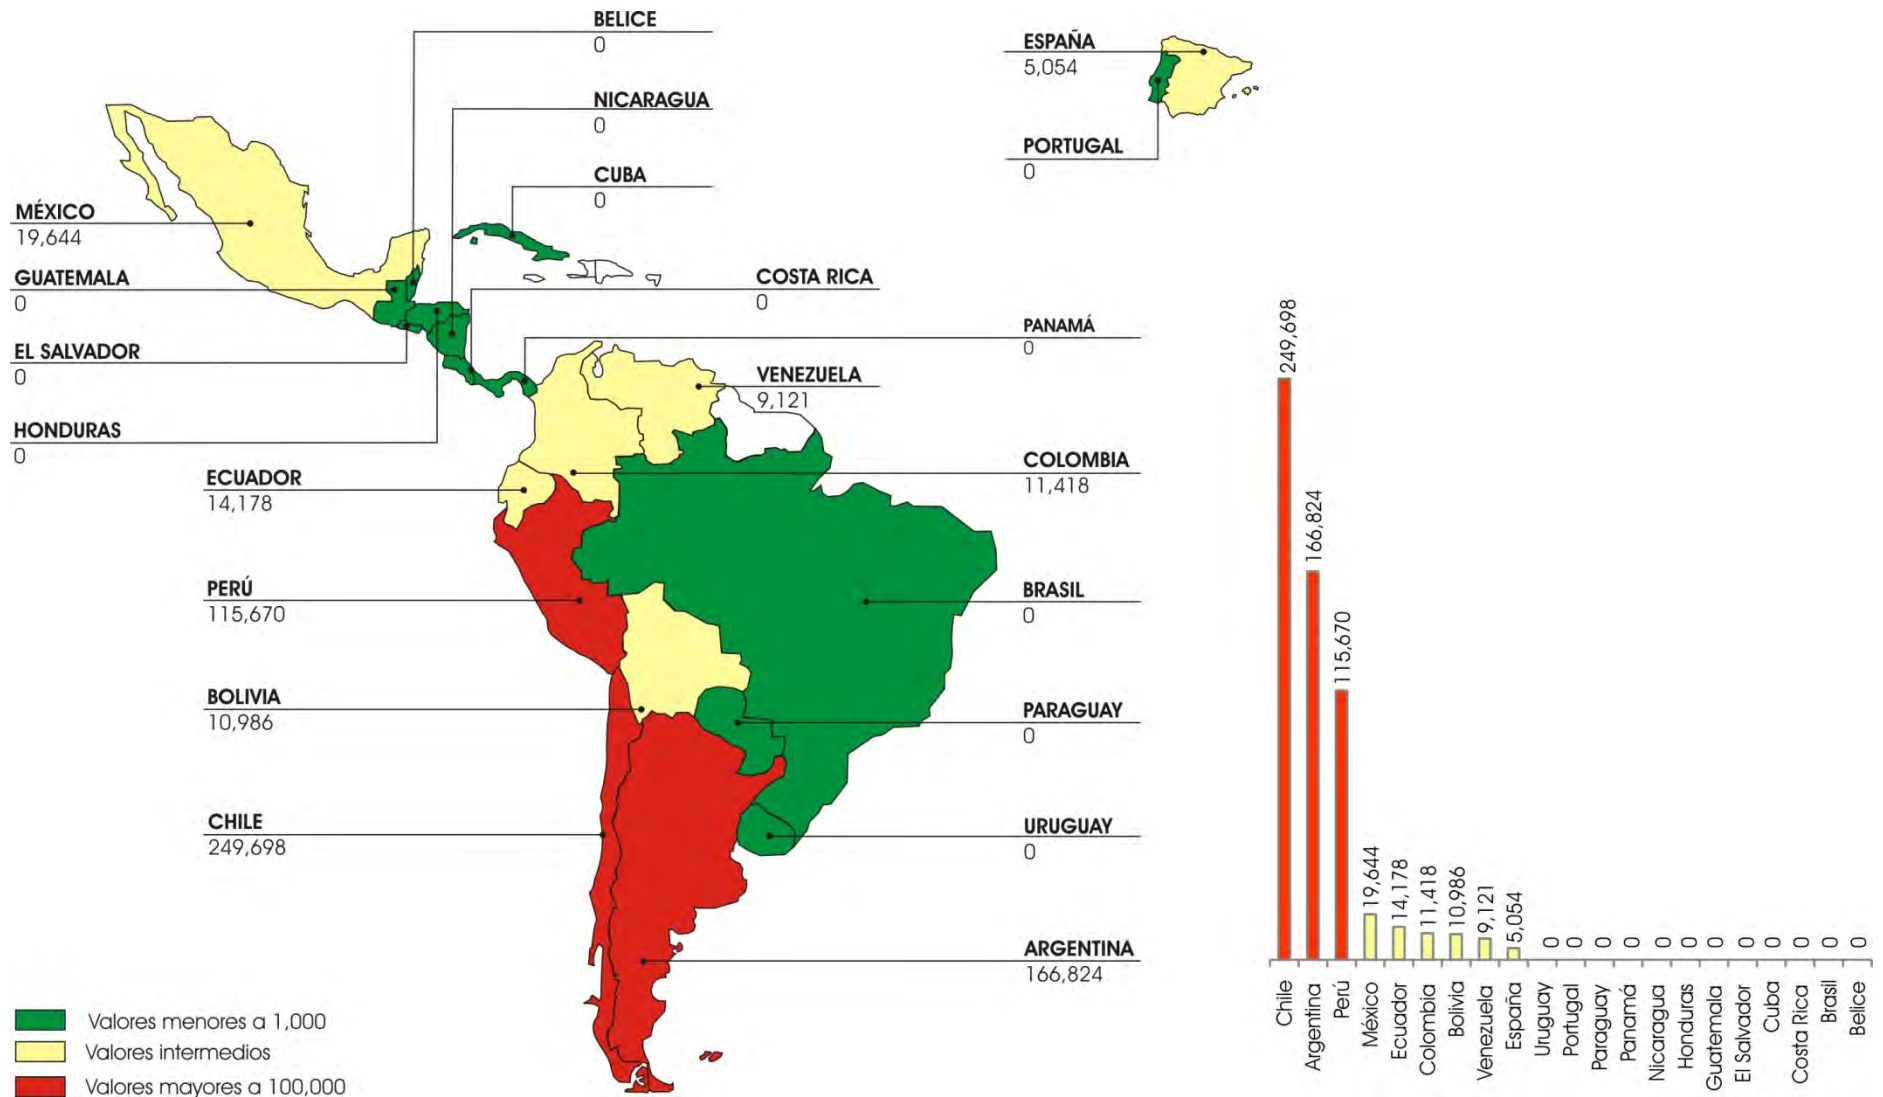 BELICE
0
NICARAGUA
0
CUBA
0
ESPAÑA
5,054
PORTUGAL
0
MÉXICO
19,644
GUATEMALA
0
EL SALVADOR
0
HONDURAS
0
COSTA RICA
0
PANAMÁ
0
VENEZUELA
9,121
COLOMBIA
11,418
ECUADOR
14,178
PERÚ
115,670
BRASIL
0
BOLIVIA
10,986
PARAGUAY
0
CHILE
249,698
URUGUAY
0
ARGENTINA
166,824
Valores menores a 1,000
Valores intermedios
Valores mayores a 100,000
249,698
166,824
115,670
19,644
14,178
11,418
10,986
9,121
5,054
0
0
0
0
0
0
0
0
0
0
0
0
Chile
Argentina
Perú
México
Ecuador
Colombia
Bolivia
Venezuela
España
Uruguay
Portugal
Paraguay
Panamá
Nicaragua
Honduras
Guatemala
El Salvador
Cuba
Costa Rica
Brasil
Belice